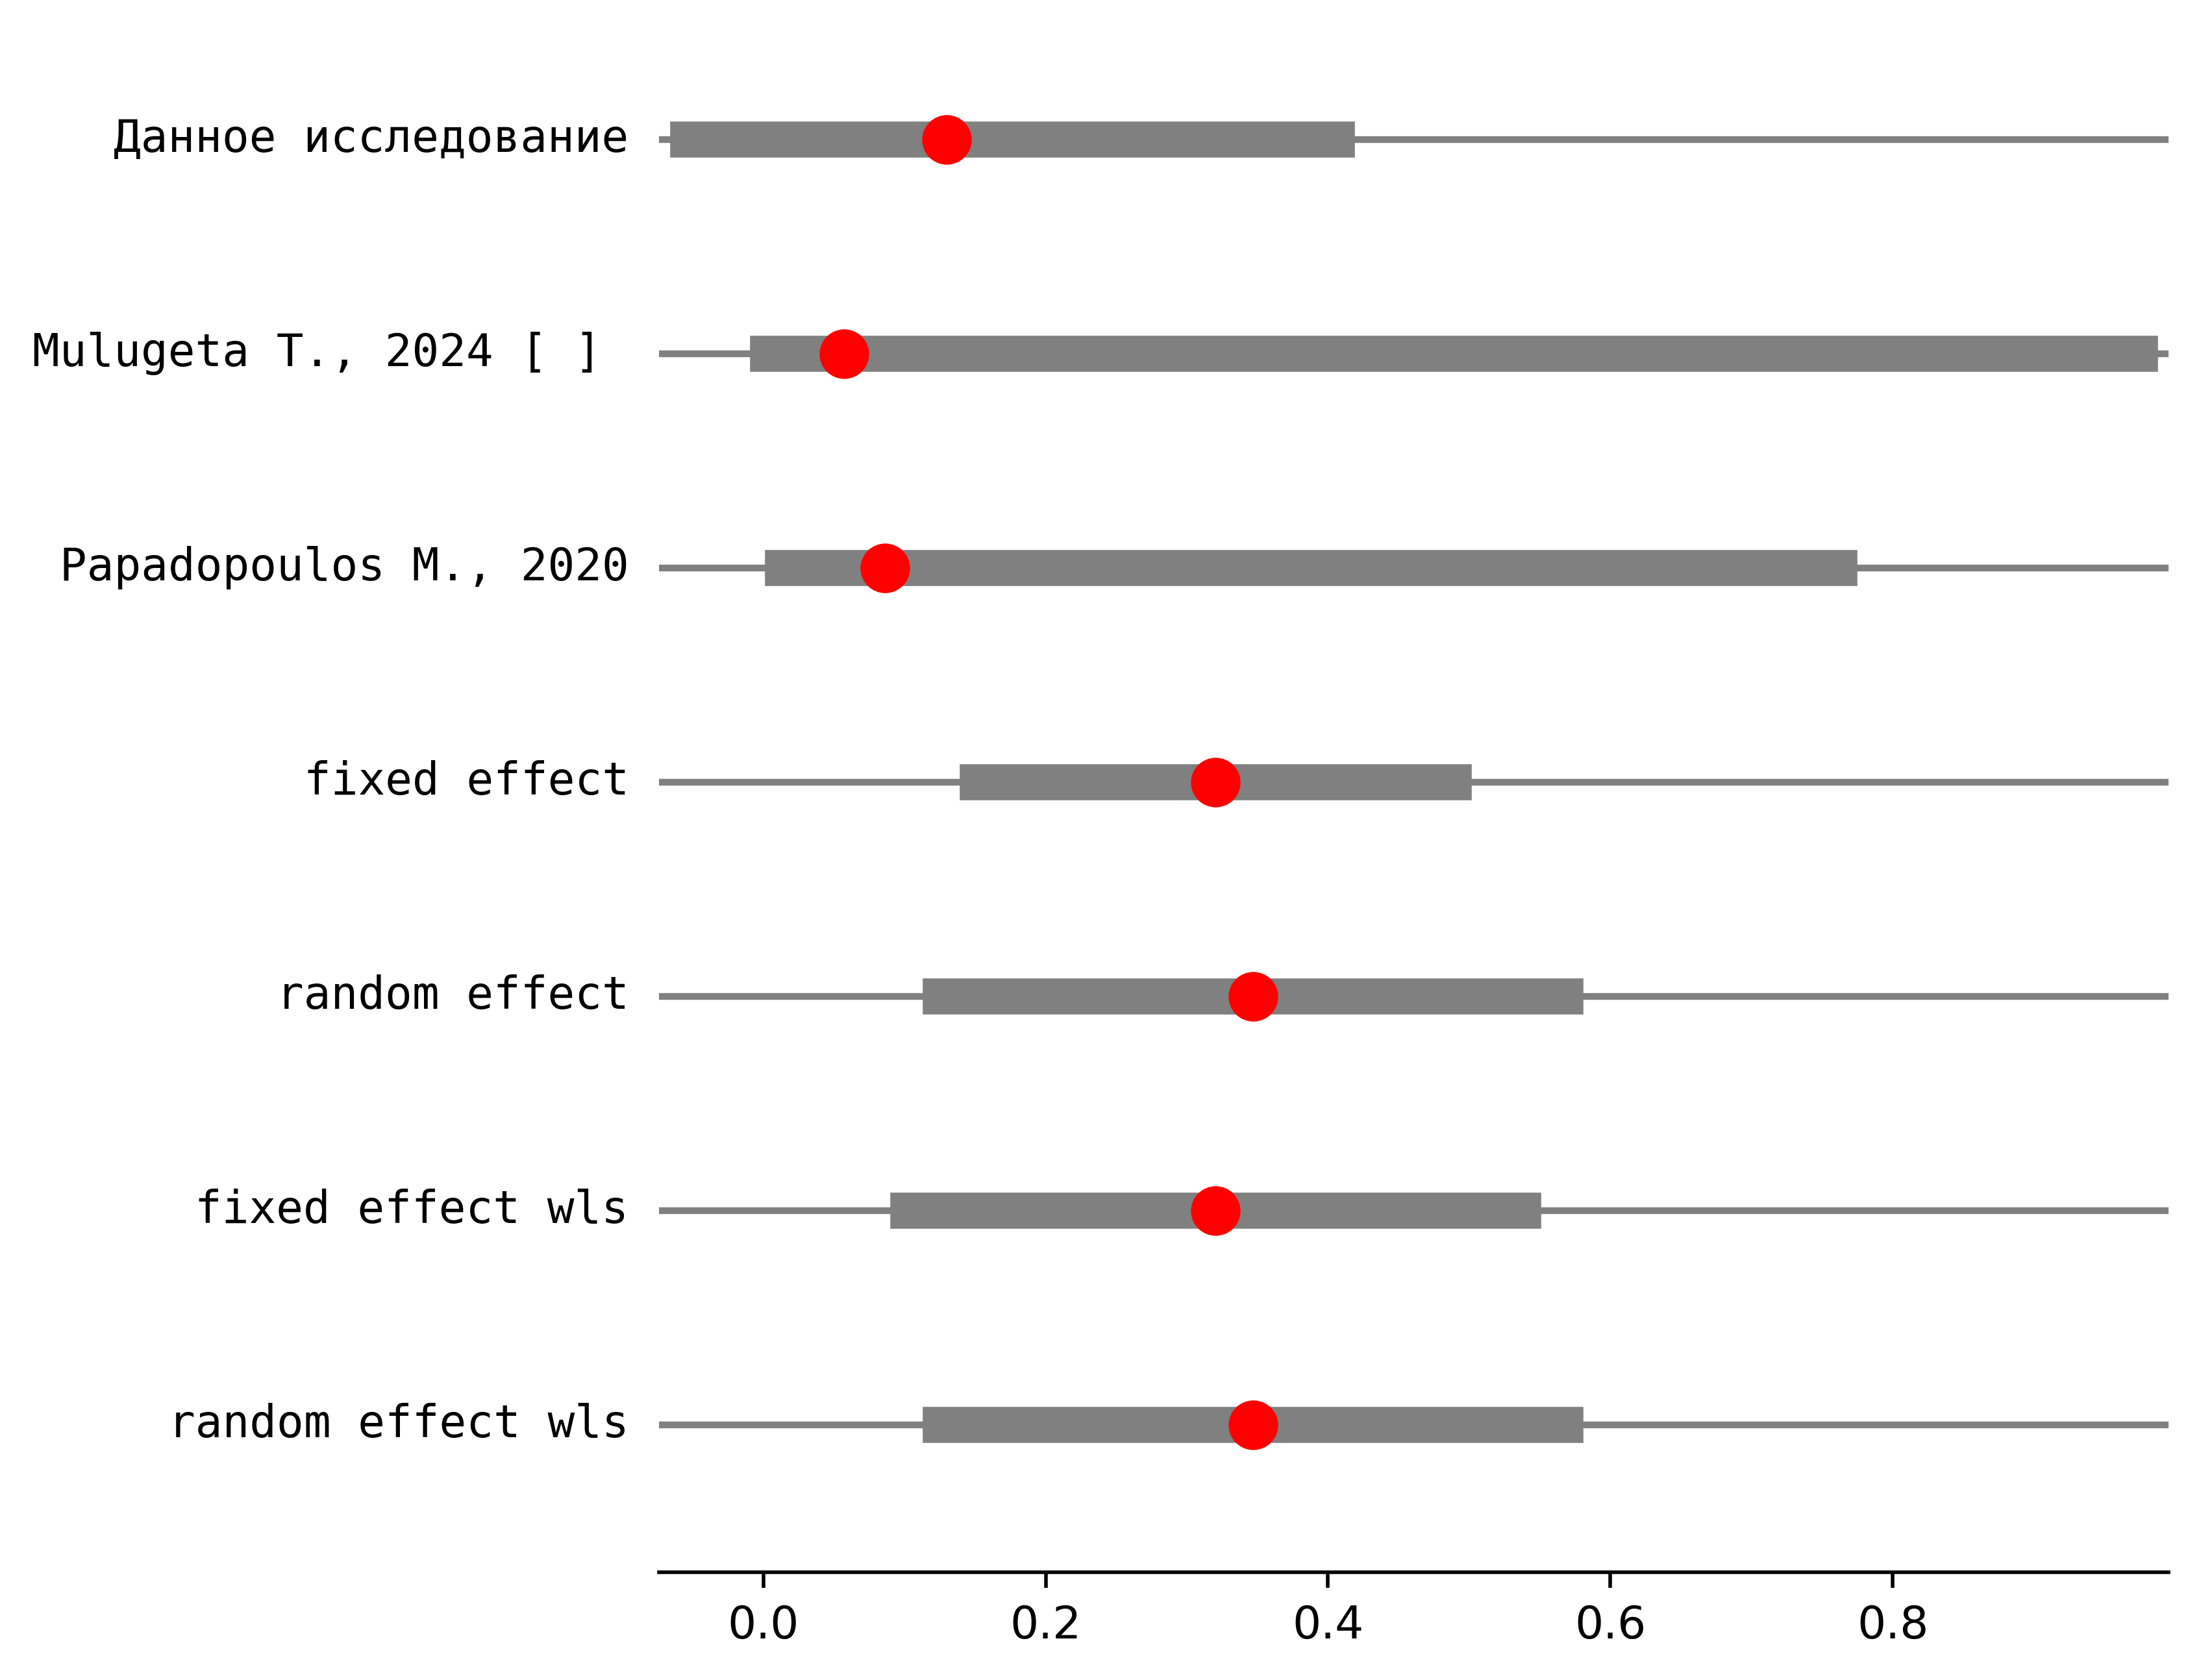 Данное исследование
Mulugeta T., 2024 [ ]
Papadopoulos M., 2020
fixed effect
random effect
fixed effect wls
random effect wls
0.0 0.2 0.4 0.6 0.8